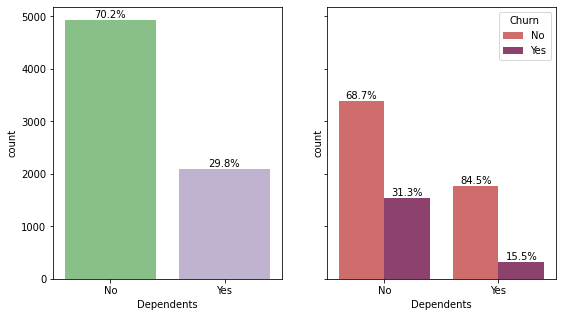 70.2%
29.8%
5000
4000
3000
2000
1000
0
count
No
Yes
Dependents
Churn
No
Yes
68.7%
31.3%
84.5%
15.5%
count
No
Yes
Dependents